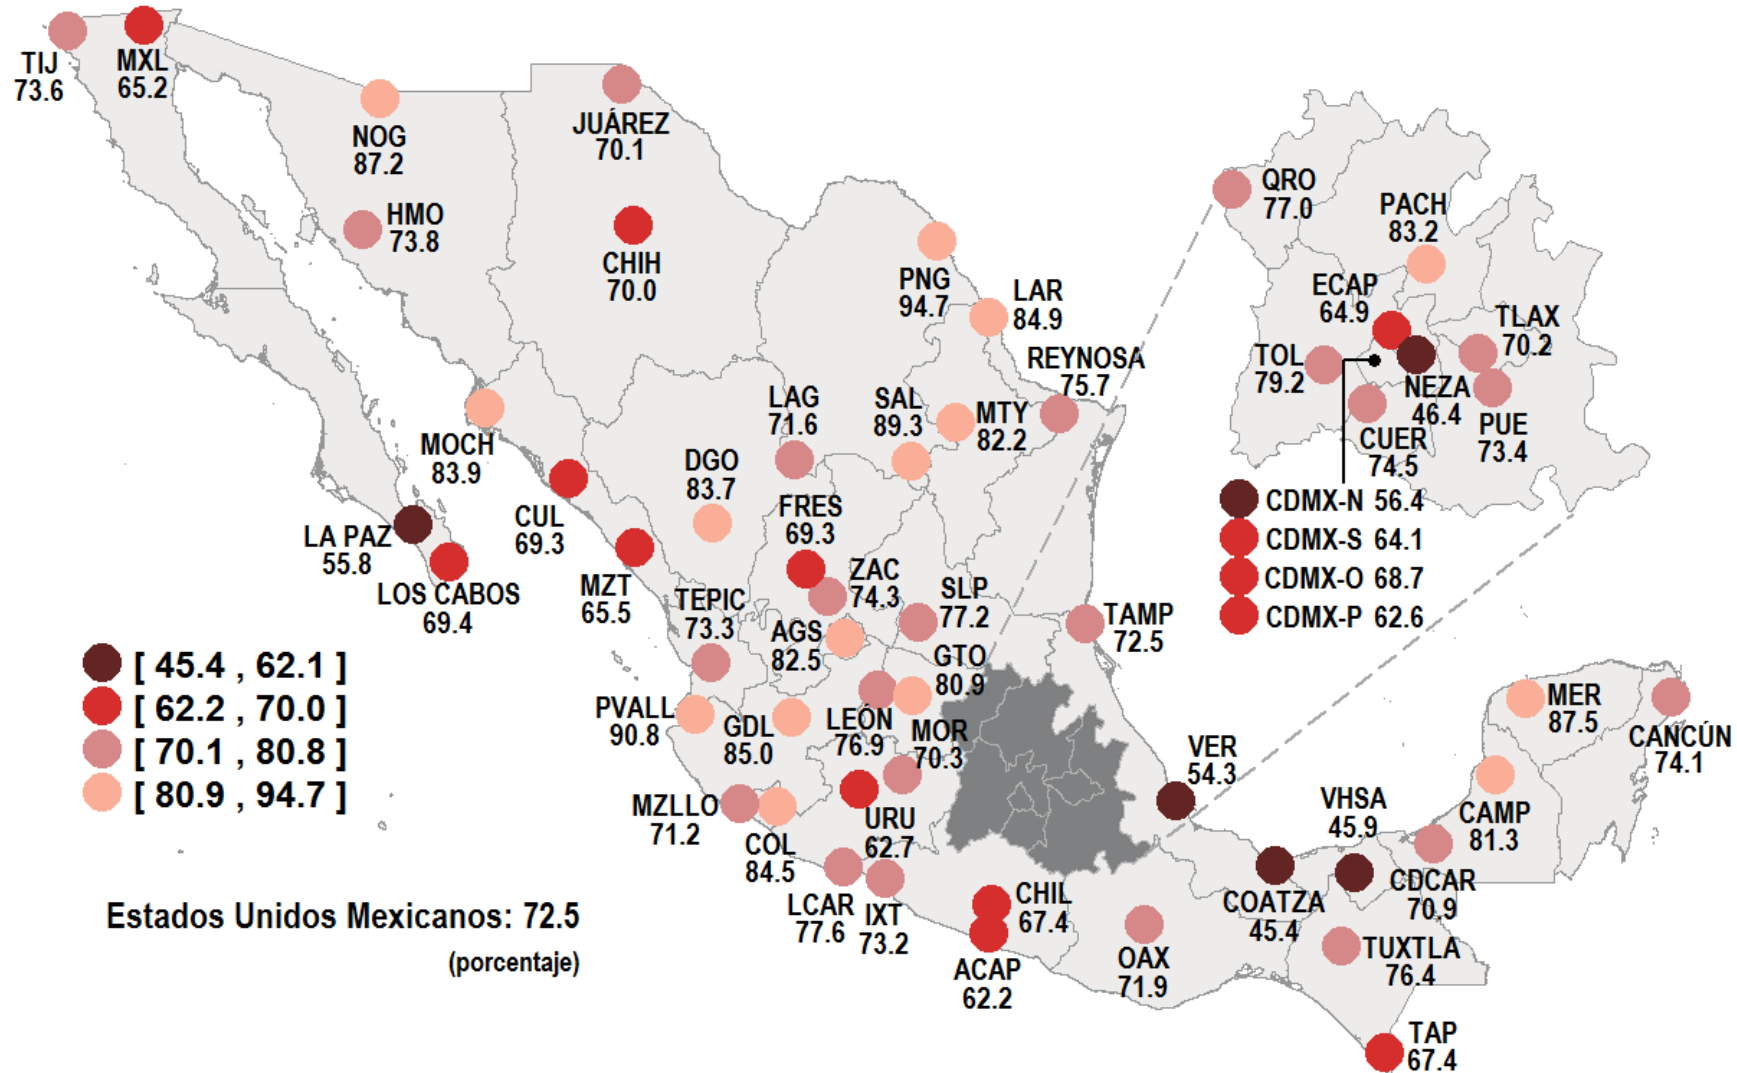 TIJ
73.6
MXL
65.2
NOG
87.2
HMO
73.8
JUÁREZ
70.1
CHIH
70.0
PNG
94.7
LAR
84.9
REYNOSA
75.7
LAG
71.6
SAL
89.3
MTY
82.2
MOCH
83.9
DGO
83.7
CUL
69.3
FRES
69.3
LA PAZ
55.8
LOS CABOS
69.4
MZT
65.5
TEPIC
73.3
ZAC
74.3
SLP
77.2
AGS
82.5
GTO
80.9
TAMP
72.5
PVALL
90.8
GDL
85.0
LEÓN
76.9
MOR
70.3
MZLLO
71.2
COL
84.5
URU
62.7
LCAR
77.6
IXT
73.2
CHIL
67.4
ACAP
62.2
OAX
71.9
VER
54.3
COATZA
45.4
VHSA
45.9
CDCAR
70.9
TUXTLA
76.4
TAP
67.4
CAMP
81.3
MER
87.5
CANCÚN
74.1
QRO
77.0
PACH
83.2
ECAP
64.9
TLAX
70.2
TOL
79.2
NEZA
46.4
PUE
73.4
CUER
74.5
CDMX-N 56.4
CDMX-S 64.1
CDMX-O 68.7
CDMX-P 62.6
[ 45.4 , 62.1 ]
[ 62.2 , 70.0 ]
[ 70.1 , 80.8 ]
[ 80.9 , 94.7 ]
Estados Unidos Mexicanos: 72.5
(porcentaje)